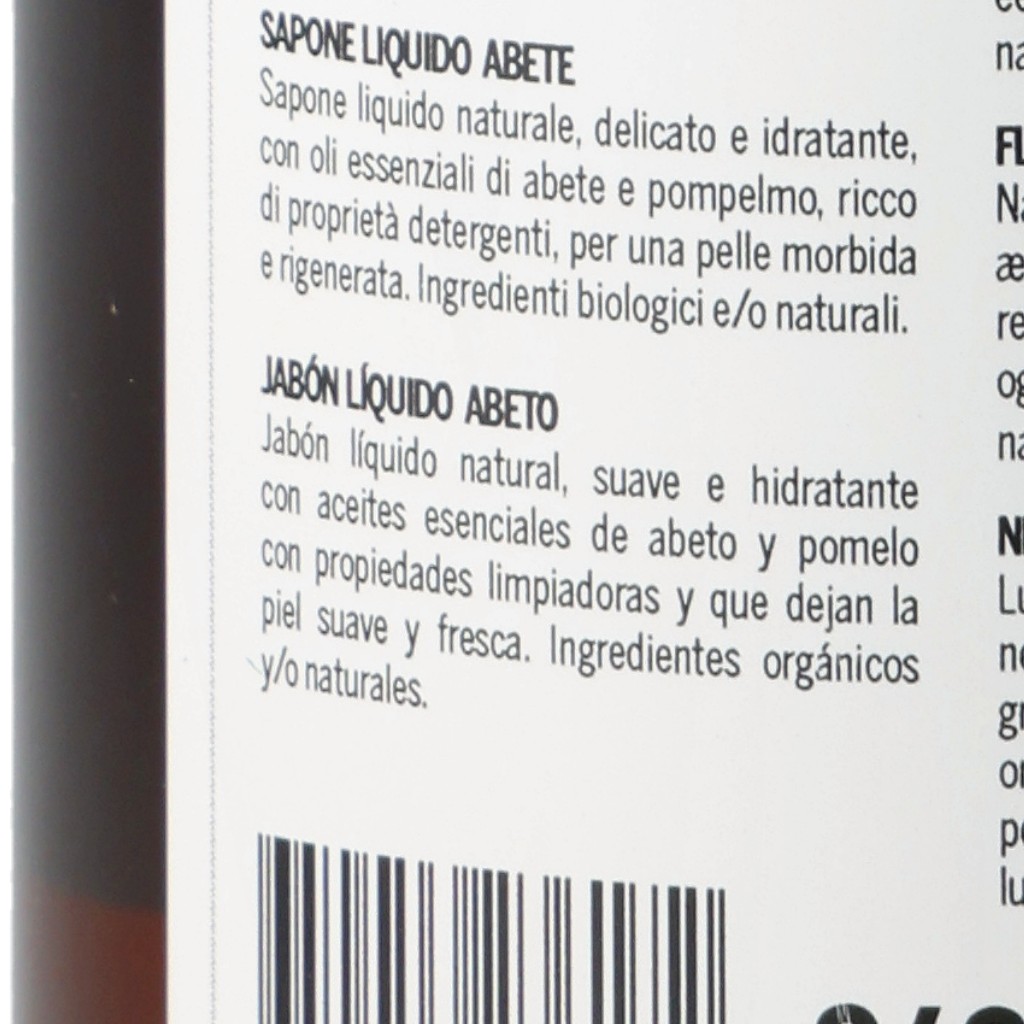 SAPONE LIQUIDO ABETE
Sapone liquido naturale, delicato e idratante,
con oli essenziali di abete e pompelmo, ricco
di proprietà detergenti, per una pelle morbida
e rigenerata. Ingredienti biologici e/o naturali.
JABÓN LÍQUIDO ABETO
Jabón líquido natural, suave e hidratante
con aceites esenciales de abeto y pomelo
con propiedades limpiadoras y que dejan la
piel suave y fresca. Ingredientes orgánicos
y/o naturales.